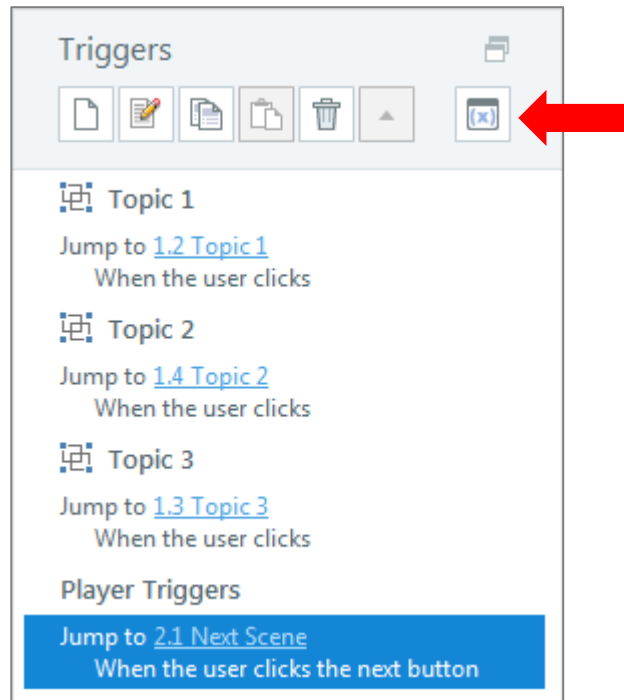 Triggers
(x)
Topic 1
Jump to 1.2 Topic 1
When the user clicks
Topic 2
Jump to 1.4 Topic 2
When the user clicks
Topic 3
Jump to 1.3 Topic 3
When the user clicks
Player Triggers
Jump to 2.1 Next Scene
When the user clicks the next button